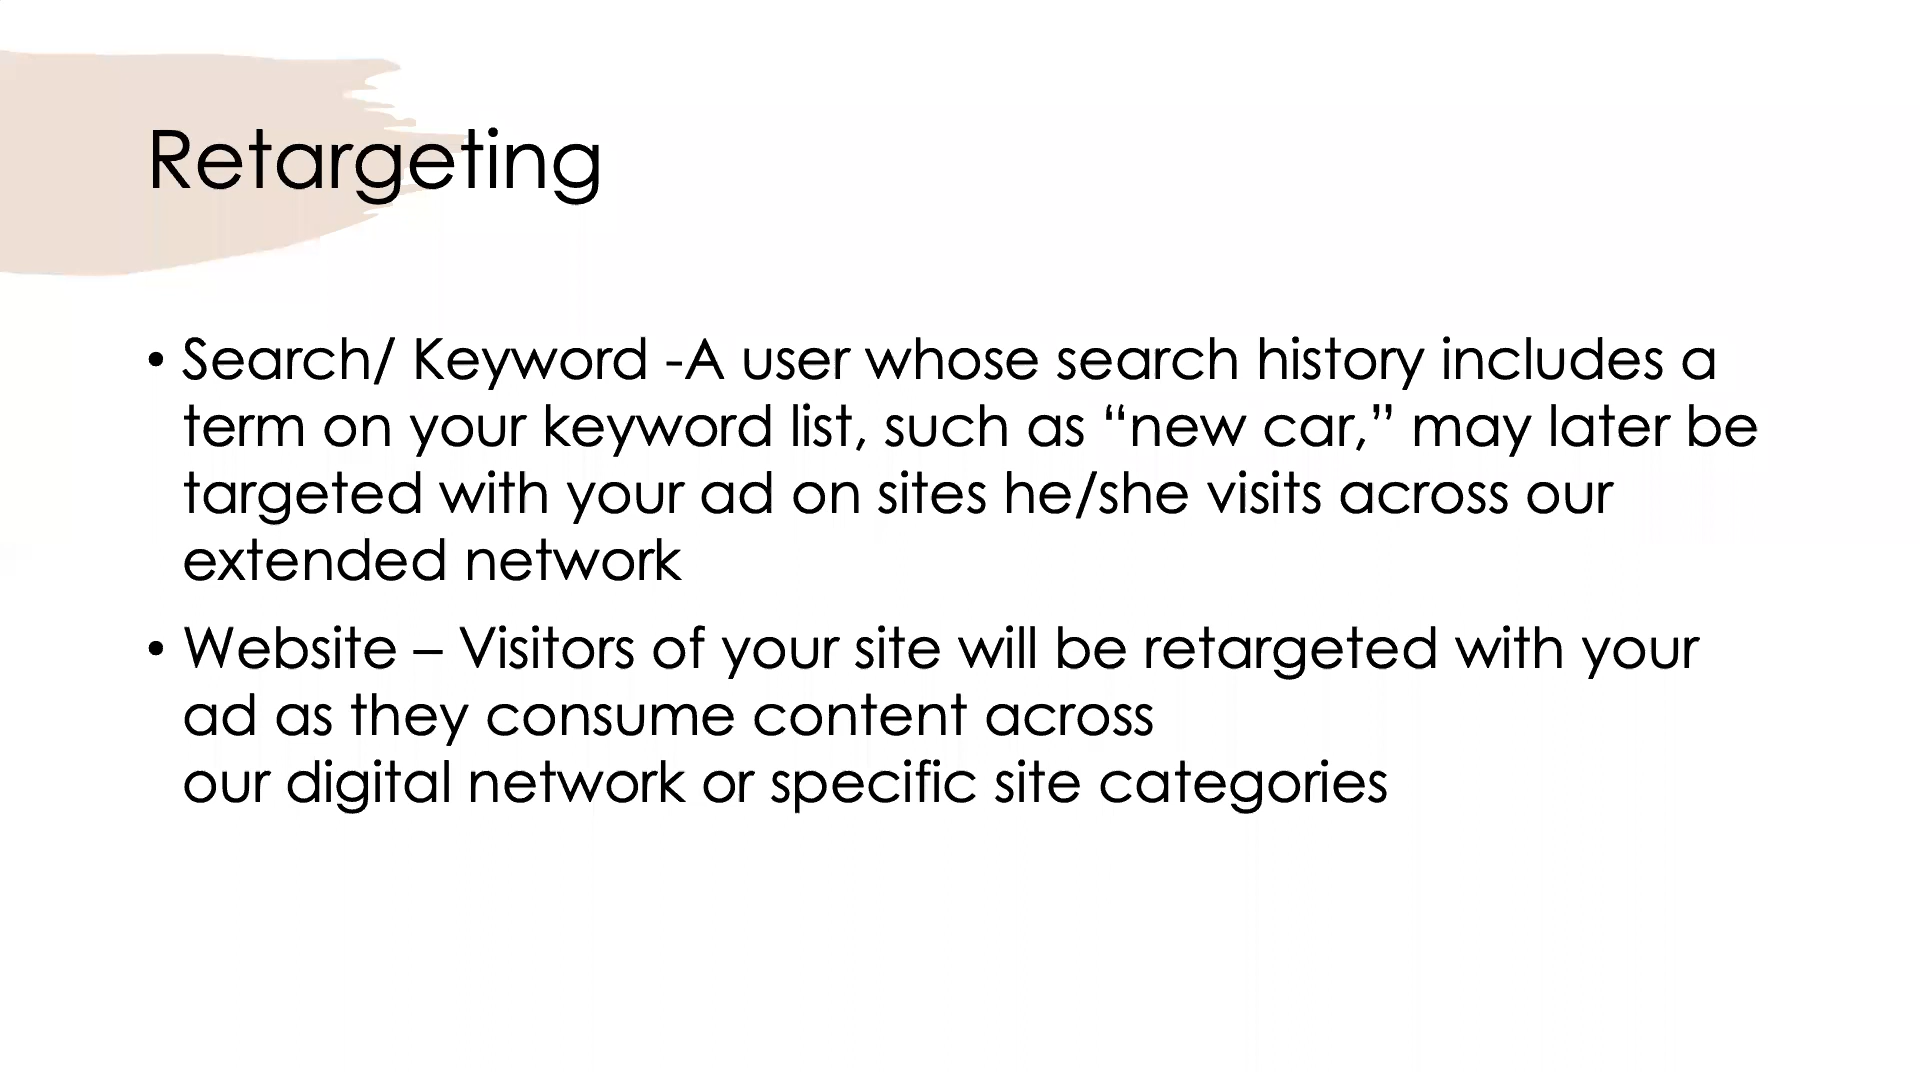 Retargeting
• Search/ Keyword -A user whose search history includes a
term on your keyword list, such as “new car,” may later be
targeted with your ad on sites he/she visits across our
extended network
• Website – Visitors of your site will be retargeted with your
ad as they consume content across
our digital network or specific site categories